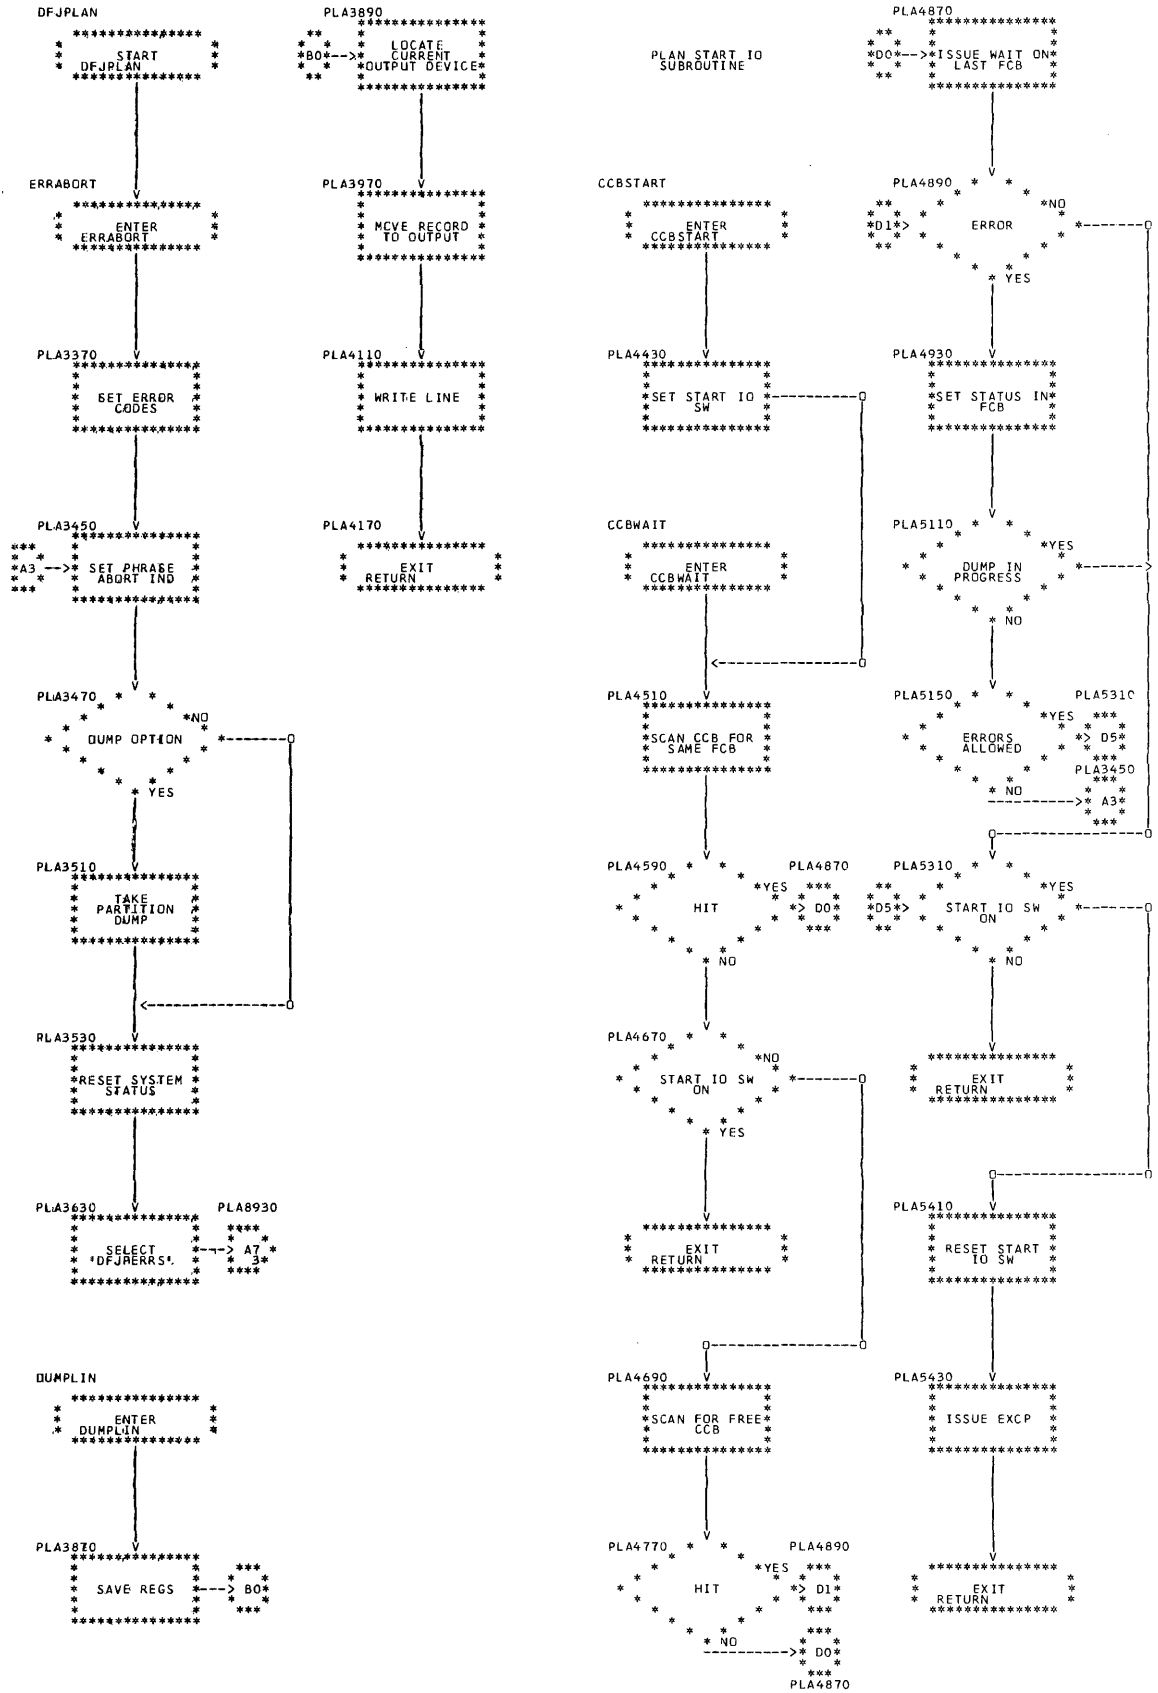 DFJPLAN
START
DFJPLAN
ERRABORT
ENTER
ERRABORT
PLA3370
SET ERROR
CODES
PLA3450
A3
SET PHRASE
ABORT IND
PLA3470
DUMP OPTION
NO
YES
PLA3510
TAKE
PARTITION
DUMP
PLA3530
RESET SYSTEM
STATUS
PLA3630
SELECT
'DFJAERRS'.
PLA8930
A7
3
DUMPLIN
ENTER
DUMPLIN
PLA3870
SAVE REGS
B0
PLA3890
B0
LOCATE
CURRENT
OUTPUT DEVICE
PLA3970
MOVE RECORD
TO OUTPUT
PLA4110
WRITE LINE
PLA4170
EXIT
RETURN
PLAN START IO
SUBROUTINE
CCBSTART
ENTER
CCBSTART
PLA4430
SET START IO
SW
CCBWAIT
ENTER
CCBWAIT
PLA4510
SCAN CCB FOR
SAME FCB
PLA4590
HIT
YES
PLA4870
D0
NO
PLA4670
START IO SW
ON
NO
YES
EXIT
RETURN
PLA4690
SCAN FOR FREE
CCB
PLA4770
HIT
YES
PLA4890
D1
NO
D0
PLA4870
PLA4870
D0
ISSUE WAIT ON
LAST FCB
PLA4890
D1
ERROR
NO
YES
PLA4930
SET STATUS IN
FCB
PLA5110
DUMP IN
PROGRESS
YES
NO
PLA5150
ERRORS
ALLOWED
YES
PLA5310
D5
NO
PLA3450
A3
PLA5310
D5
START IO SW
ON
YES
NO
EXIT
RETURN
PLA5410
RESET START
IO SW
PLA5430
ISSUE EXCP
EXIT
RETURN